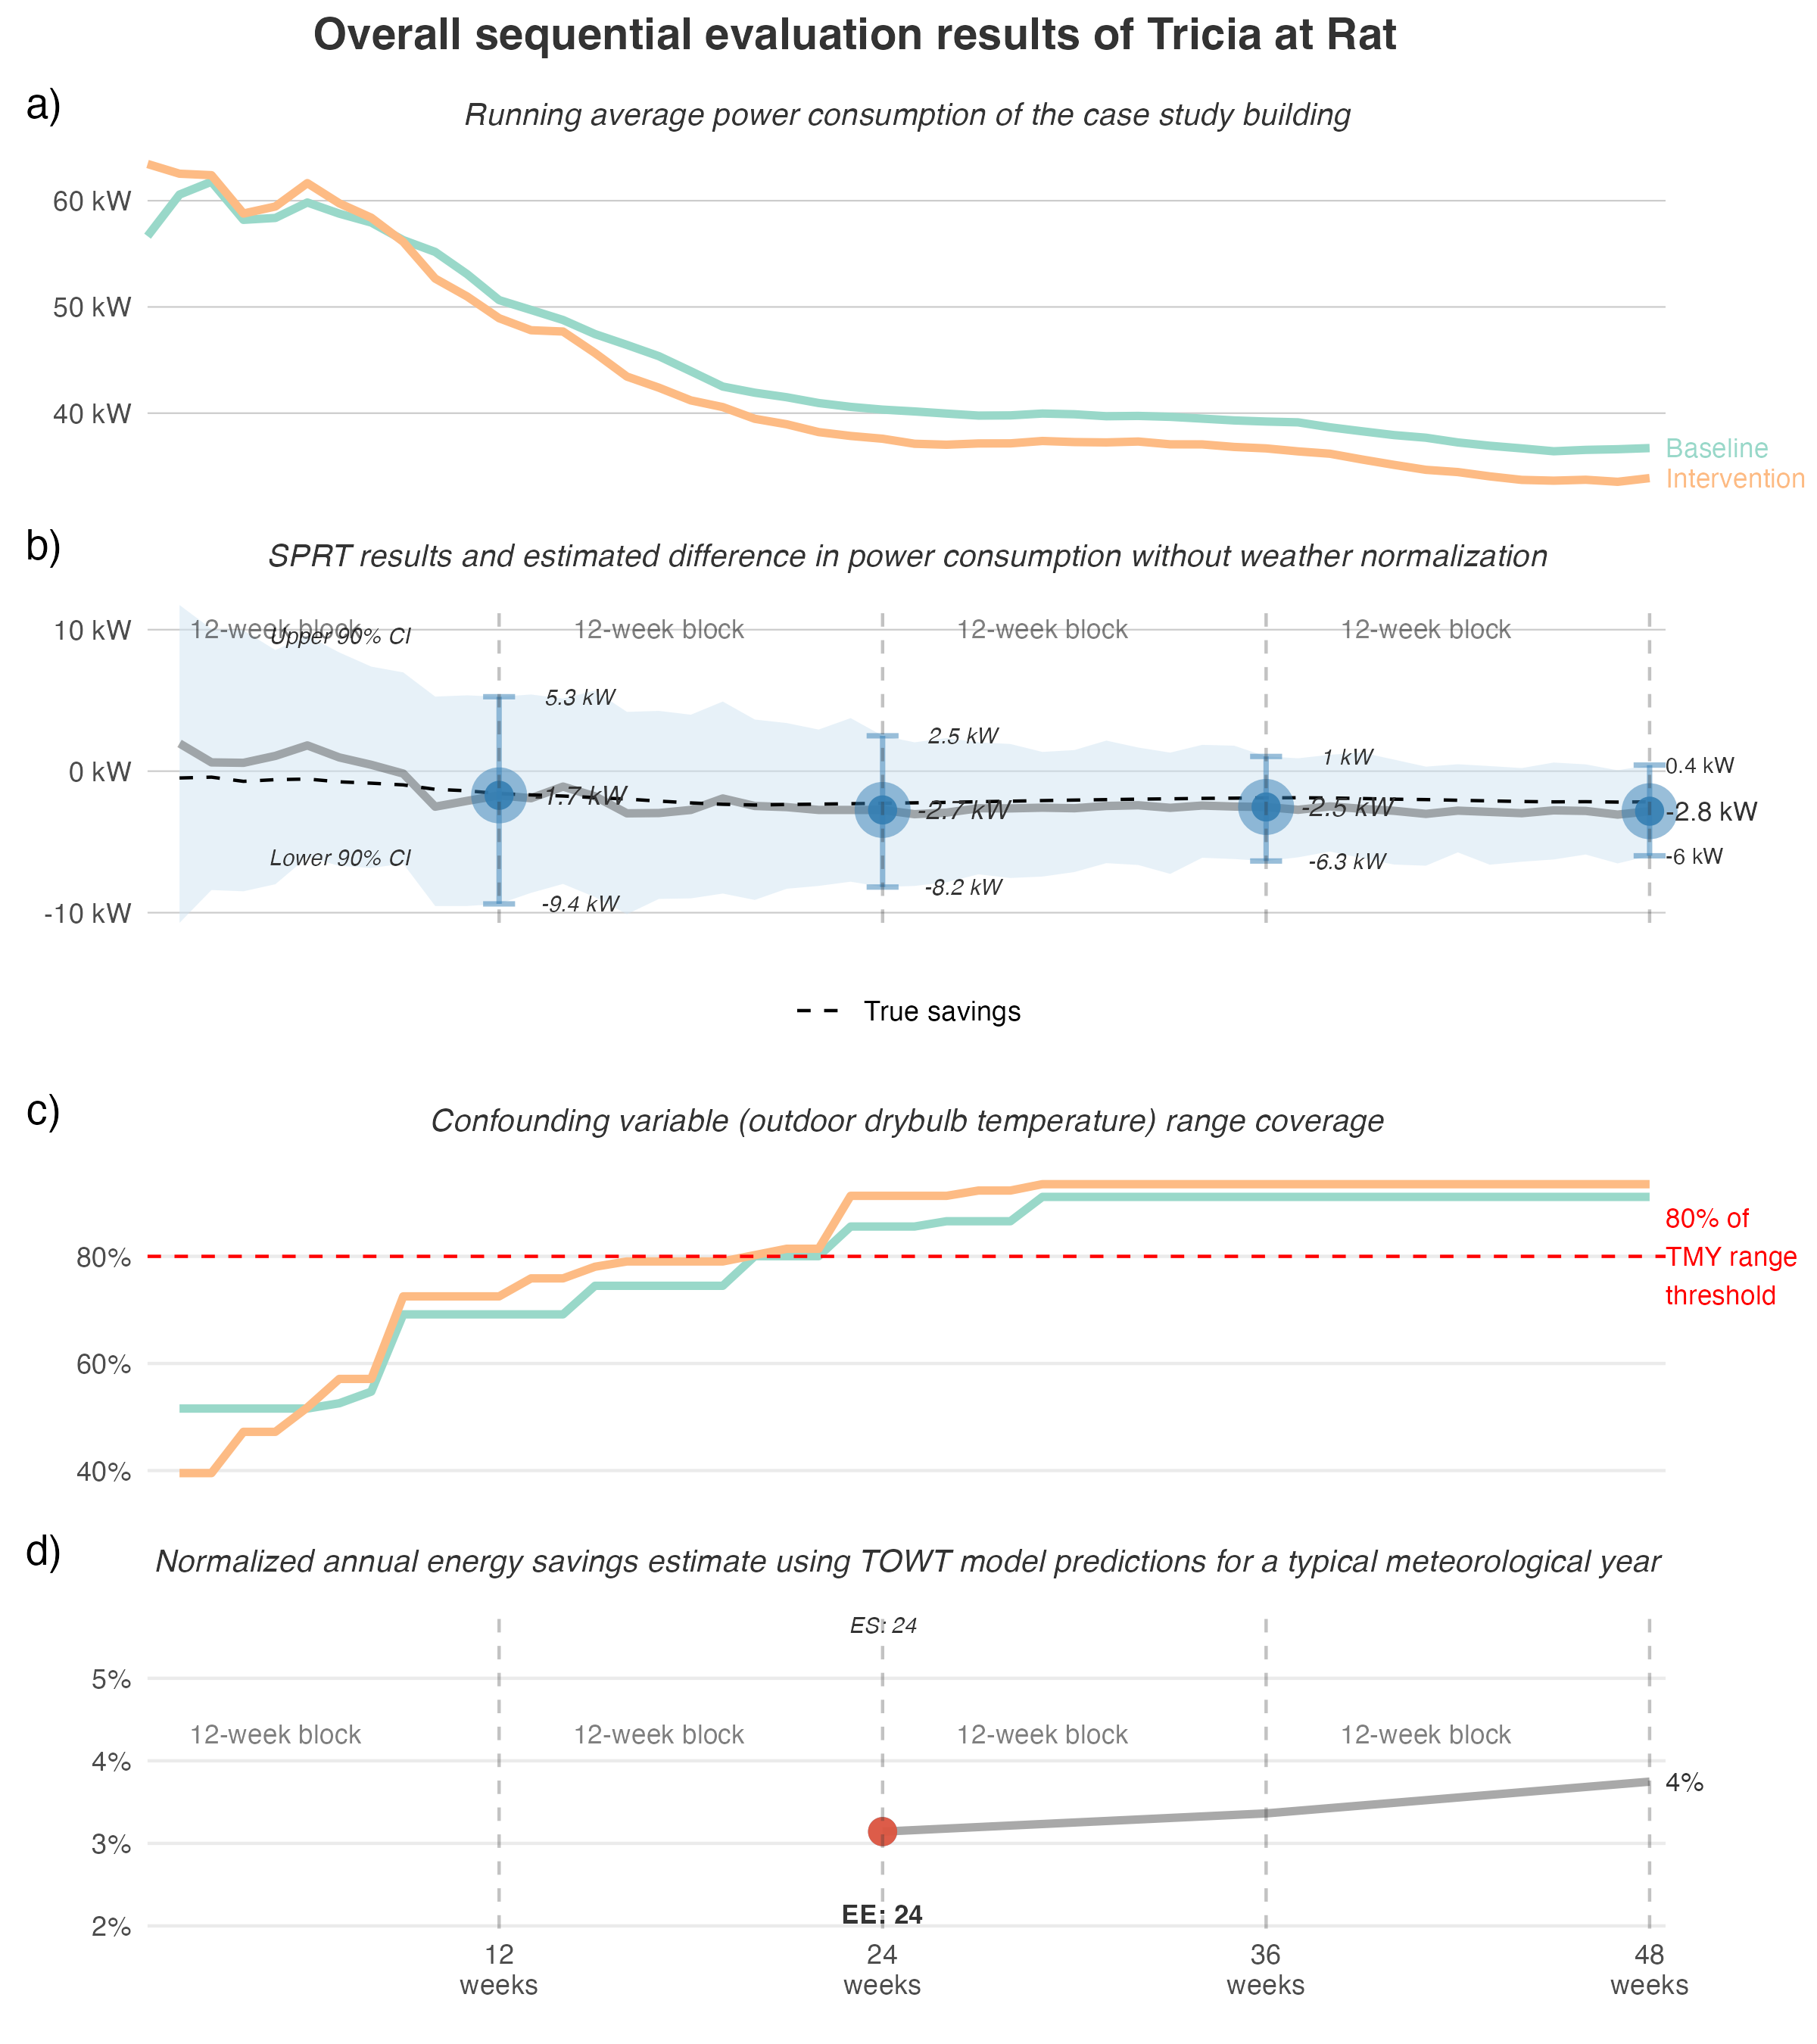 Overall sequential evaluation results of Tricia at Rat
a)
Running average power consumption of the case study building
60 kW
50 kW
40 kW
Baseline
Intervention
b)
SPRT results and estimated difference in power consumption without weather normalization
10 kW
0 kW
-10 kW
12-week block
12-week block
12-week block
12-week block
Upper 90% CI
Lower 90% CI
5.3 kW
-1.7 kW
-9.4 kW
2.5 kW
-2.7 kW
-8.2 kW
1 kW
-2.5 kW
-6.3 kW
0.4 kW
-2.8 kW
-6 kW
True savings
c)
Confounding variable (outdoor drybulb temperature) range coverage
80%
60%
40%
80% of
TMY range
threshold
d)
Normalized annual energy savings estimate using TOWT model predictions for a typical meteorological year
ES: 24
5%
4%
3%
2%
12-week block
12-week block
12-week block
12-week block
4%
EE: 24
12
weeks
24
weeks
36
weeks
48
weeks